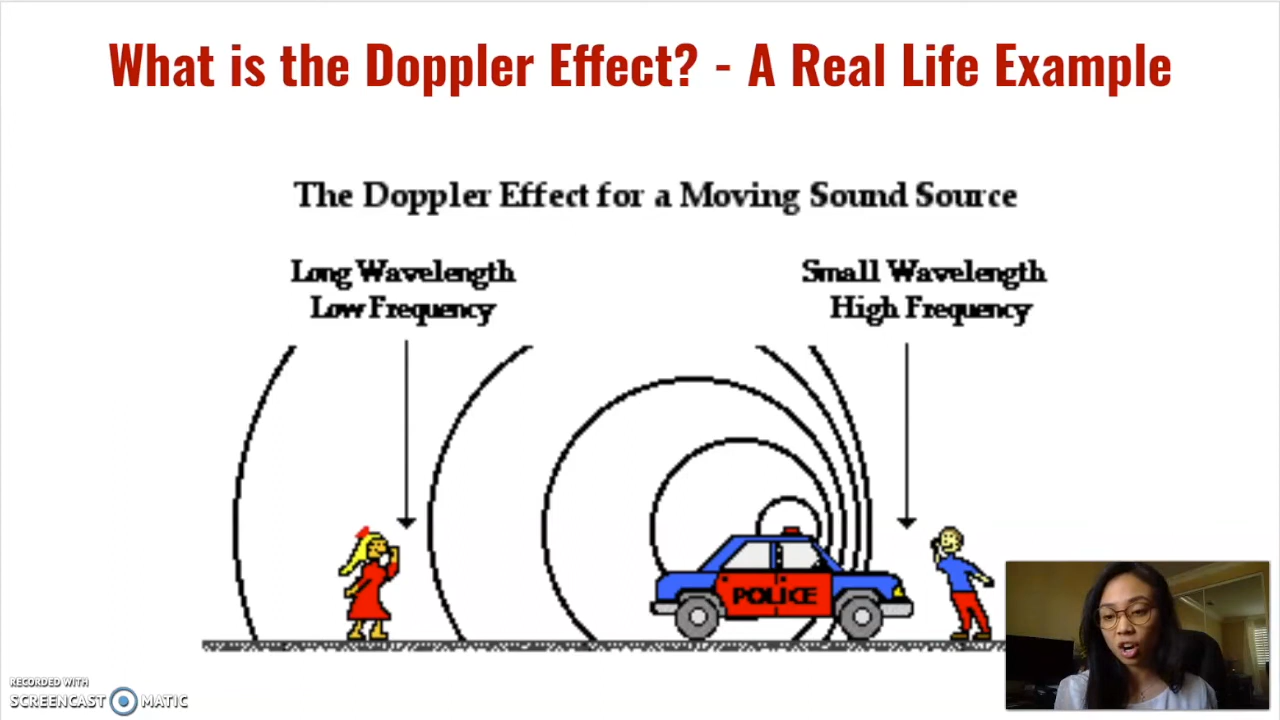 What is the Doppler Effect? - A Real Life Example
The Doppler Effect for a Moving Sound Source
Long Wavelength
Low Frequency
Small Wavelength
High Frequency
POLICE
RECORDED WITH
SCREENCAST MATIC